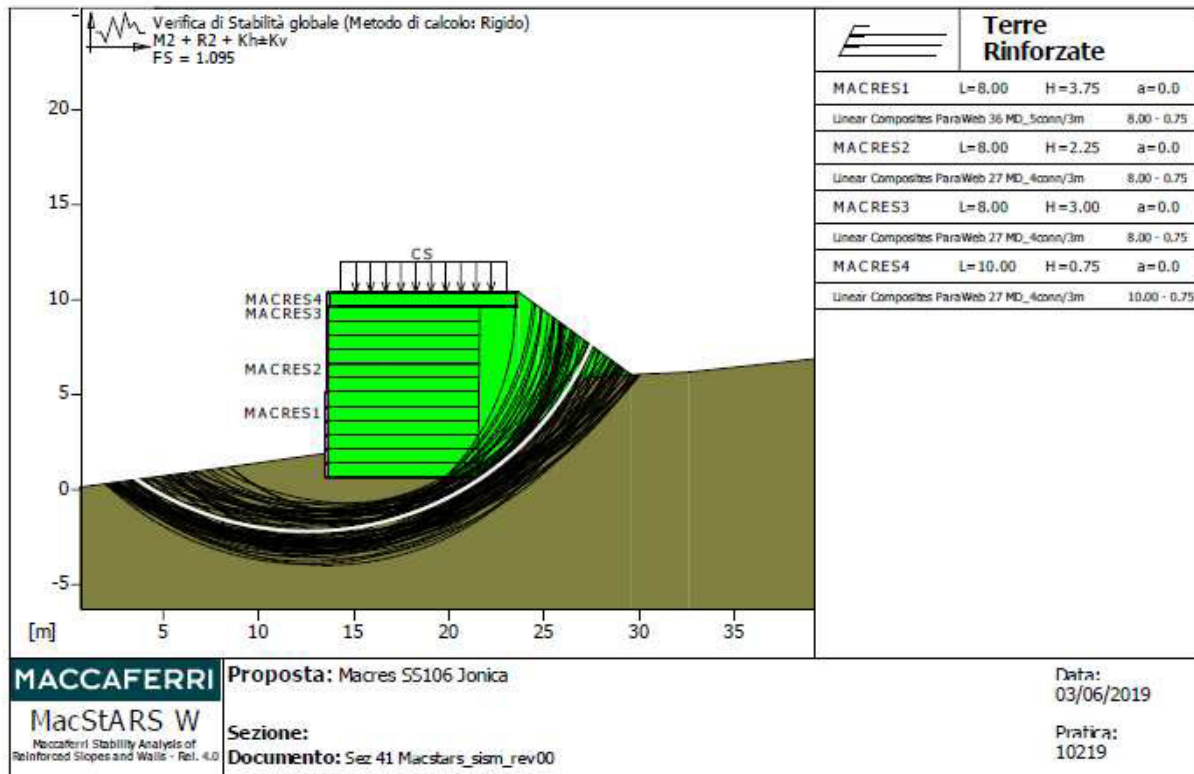 Verifica di Stabilità globale (Metodo di calcolo: Rigido)
M2 + R2 + Kh±Kv
FS = 1.095
Terre
Rinforzate
MACRES1 L=8.00 H=3.75 a=0.0
Linear Composites ParaWeb 36 MD_5conn/3m 8.00 - 0.75
MACRES2 L=8.00 H=2.25 a=0.0
Linear Composites ParaWeb 27 MD_4conn/3m 8.00 - 0.75
MACRES3 L=8.00 H=3.00 a=0.0
Linear Composites ParaWeb 27 MD_4conn/3m 8.00 - 0.75
MACRES4 L=10.00 H=0.75 a=0.0
Linear Composites ParaWeb 27 MD_4conn/3m 10.00 - 0.75
20
15
10
5
0
-5
CS
MACRES4
MACRES3
MACRES2
MACRES1
[m] 5 10 15 20 25 30 35
MACCAFERRI
MacStARS W
Maccaferri Stability Analysis of
Reinforced Slopes and Walls - Rel. 4.0
Proposta: Macres SS106 Jonica
Sezione:
Documento: Sez 41 Macstars_sism_rev00
Data:
03/06/2019
Pratica:
10219